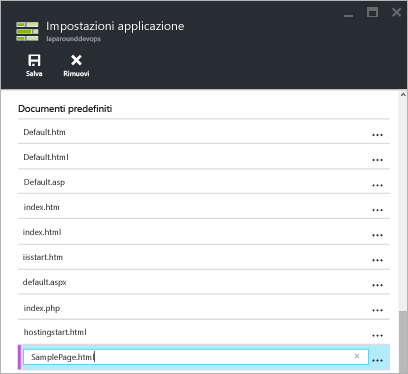 Impostazioni applicazione
laparounddevops
Salva
Rimuovi
Documenti predefiniti
Default.htm
Default.html
Default.asp
index.htm
index.html
iisstart.htm
default.aspx
index.php
hostingstart.html
SamplePage.html